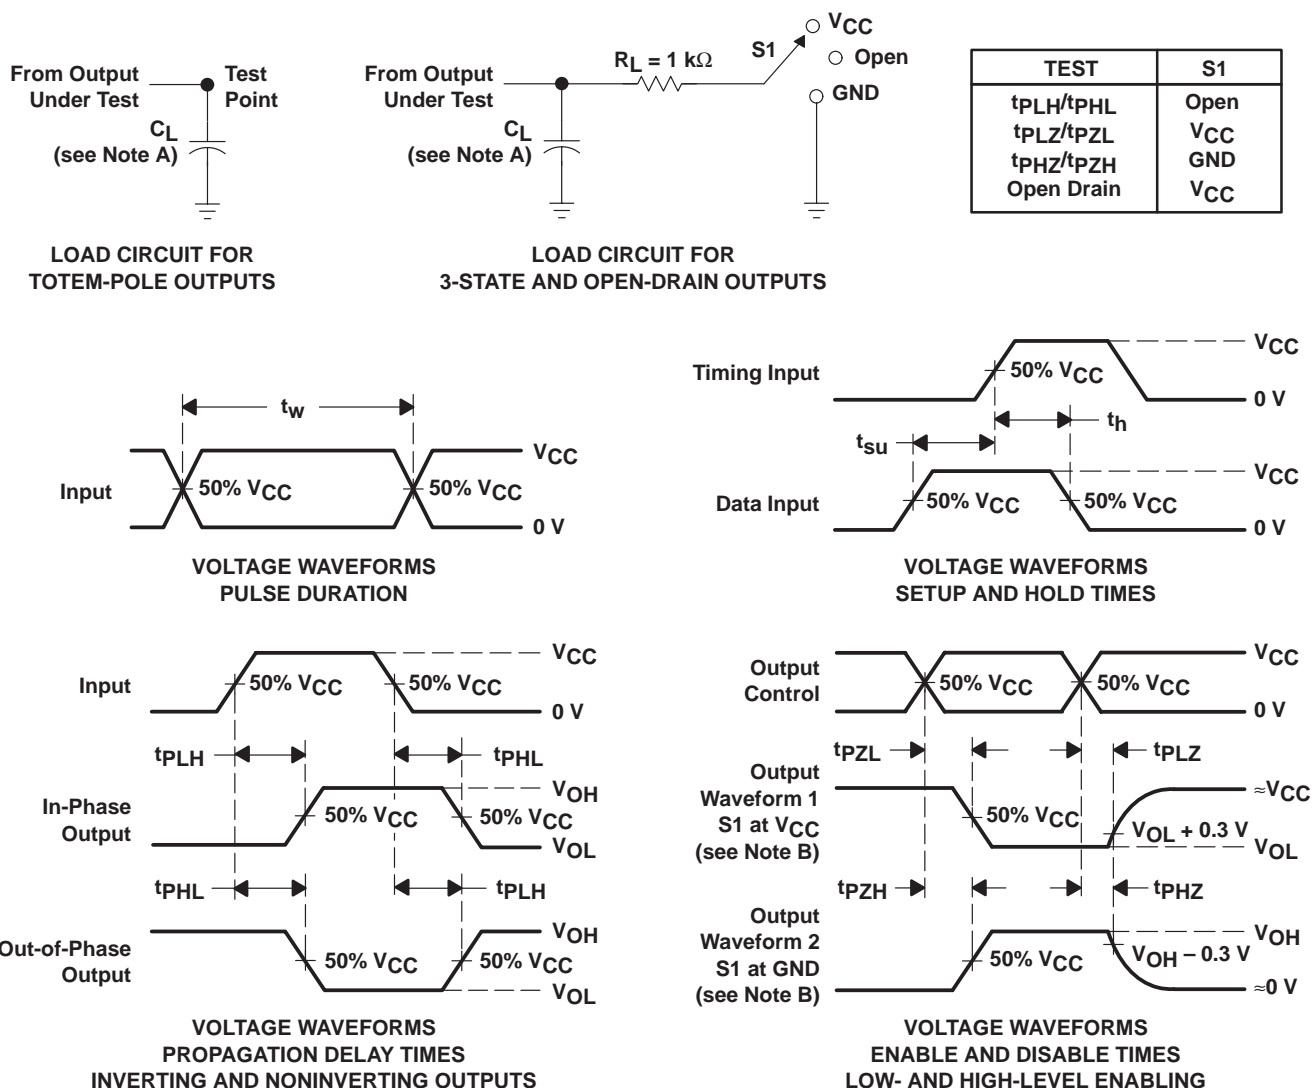 From Output
Under Test
Test
Point
CL
(see Note A)
LOAD CIRCUIT FOR
TOTEM-POLE OUTPUTS
From Output
Under Test
RL = 1 kΩ
S1
VCC
Open
GND
CL
(see Note A)
LOAD CIRCUIT FOR
3-STATE AND OPEN-DRAIN OUTPUTS
TEST S1
tPLH/tPHL Open
tPLZ/tPZL VCC
tPHZ/tPZH GND
Open Drain VCC
tw
Input
50% VCC
50% VCC
VCC
0 V
VOLTAGE WAVEFORMS
PULSE DURATION
Timing Input
50% VCC
VCC
0 V
tsu
th
Data Input
50% VCC
50% VCC
VCC
0 V
VOLTAGE WAVEFORMS
SETUP AND HOLD TIMES
Input
50% VCC
50% VCC
VCC
0 V
tPLH
tPHL
In-Phase
Output
50% VCC
50% VCC
VOH
VOL
tPHL
tPLH
Out-of-Phase
Output
50% VCC
50% VCC
VOH
VOL
VOLTAGE WAVEFORMS
PROPAGATION DELAY TIMES
INVERTING AND NONINVERTING OUTPUTS
Output
Control
50% VCC
50% VCC
VCC
0 V
tPZL
tPLZ
Output
Waveform 1
S1 at VCC
(see Note B)
50% VCC
VOL + 0.3 V
≈VCC
VOL
tPZH
tPHZ
Output
Waveform 2
S1 at GND
(see Note B)
50% VCC
VOH − 0.3 V
VOH
≈0 V
VOLTAGE WAVEFORMS
ENABLE AND DISABLE TIMES
LOW- AND HIGH-LEVEL ENABLING